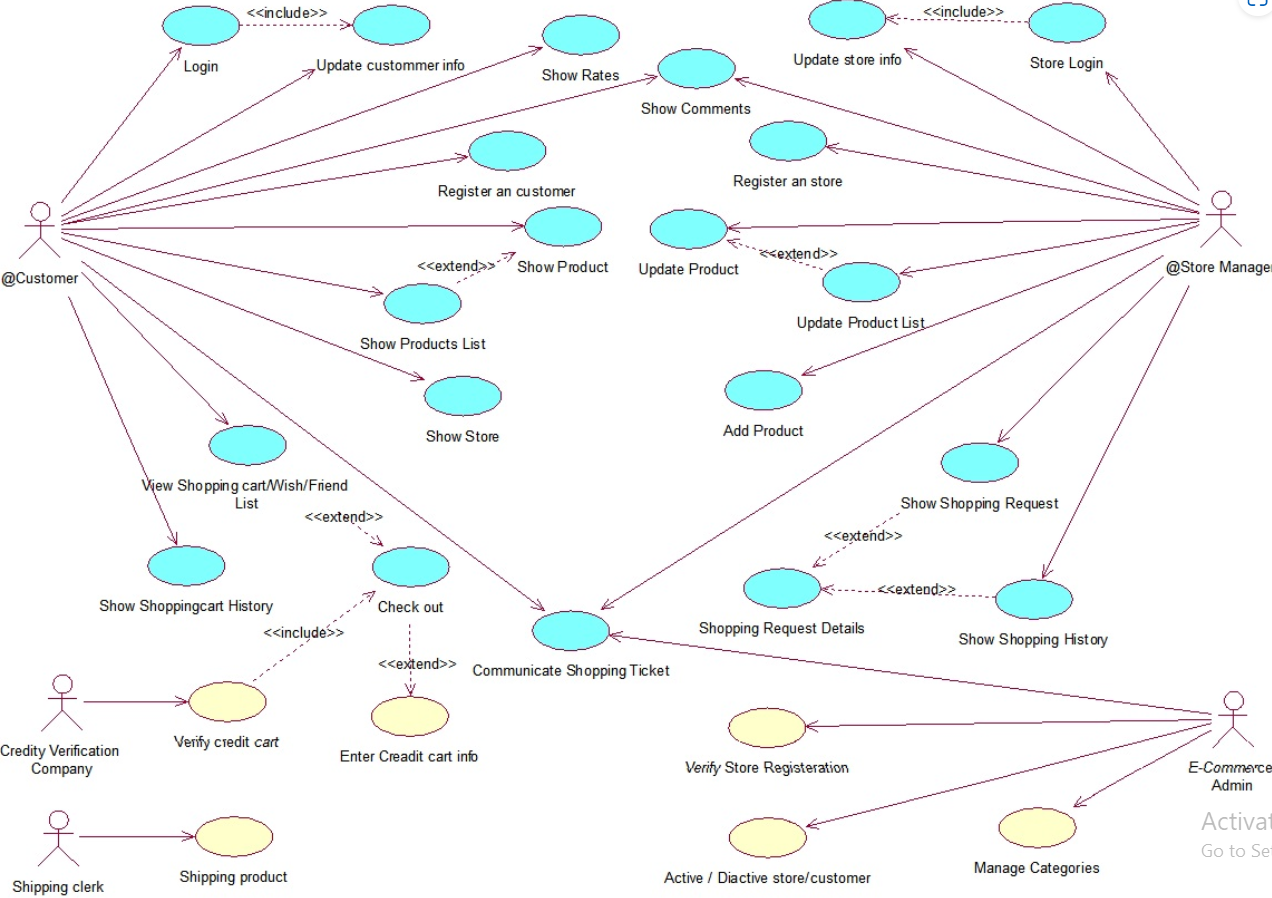 <<include>>
<<include>>
Login
Update custommer info
Show Rates
Show Comments
Update store info
Store Login
Register an customer
Register an store
@Customer
<<extend>>
Show Product
Update Product
<<extend>>
@Store Manager
Show Products List
Update Product List
Show Store
Add Product
View Shopping cart/Wish/Friend
List
<<extend>>
Show Shopping Request
<<extend>>
<<extend>>
Show Shoppingcart History
Check out
<<include>>
Shopping Request Details
Show Shopping History
<<extend>>
Communicate Shopping Ticket
Credity Verification
Company
Verify credit cart
Enter Creadit cart info
Verify Store Registeration
E-Commerce
Admin
Shipping clerk
Shipping product
Active / Diactive store/customer
Manage Categories
Activat
Go to Set